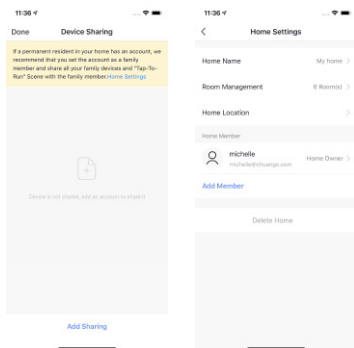 11:36
Done Device Sharing
If a permanent resident in your home has an account, we
recommend that you set the account as a family
member and share all your family devices and "Tap-To-
Run" Scene with the family member.Home Settings
Device is not shared, add an account to share it
Add Sharing
11:36
Home Settings
Home Name My home
Room Management 6 Room(s)
Home Location
Home Member
michelle Home Owner
michelle@chuango.com
Add Member
Delete Home